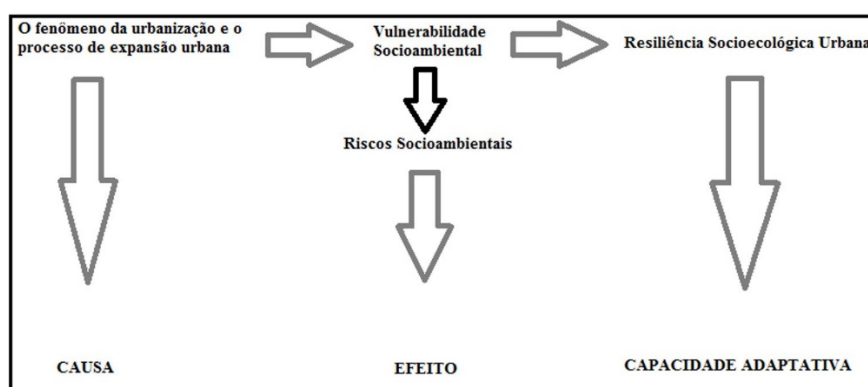 O fenômeno da urbanização e o
processo de expansão urbana
Vulnerabilidade
Socioambiental
Resiliência Socioecológica Urbana
Riscos Socioambientais
CAUSA
EFEITO
CAPACIDADE ADAPTATIVA